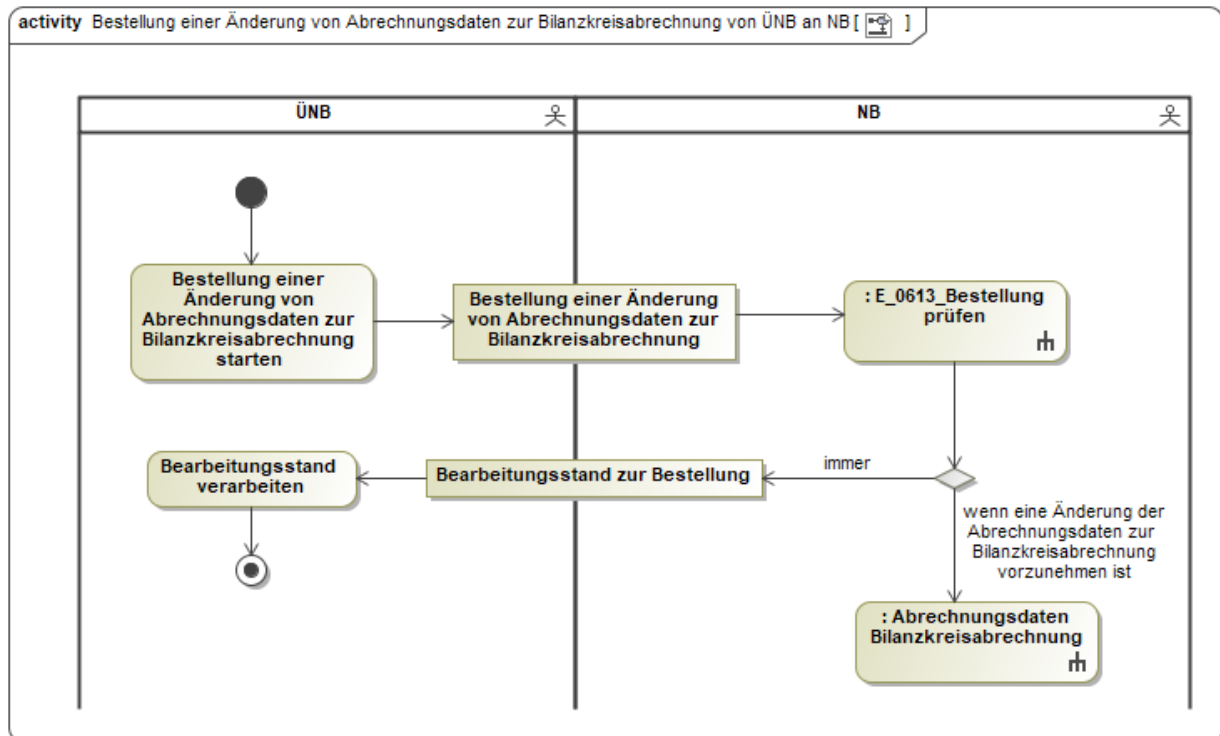 activity Bestellung einer Änderung von Abrechnungsdaten zur Bilanzkreisabrechnung von ÜNB an NB [ ]
ÜNB
NB
Bestellung einer
Änderung von
Abrechnungsdaten zur
Bilanzkreisabrechnung
starten
Bestellung einer Änderung
von Abrechnungsdaten zur
Bilanzkreisabrechnung
: E_0613_Bestellung
prüfen
Bearbeitungsstand
verarbeiten
Bearbeitungsstand zur Bestellung
immer
wenn eine Änderung der
Abrechnungsdaten zur
Bilanzkreisabrechnung
vorzunehmen ist
: Abrechnungsdaten
Bilanzkreisabrechnung